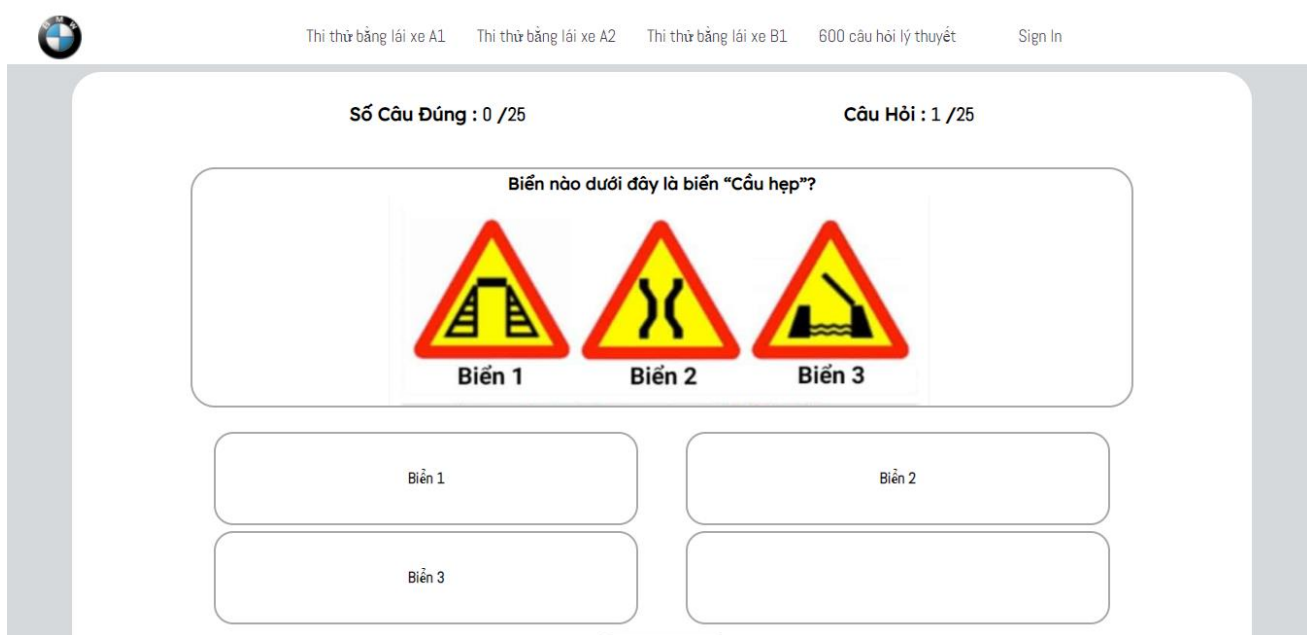 BMW
Thi thử bằng lái xe A1 Thi thử bằng lái xe A2 Thi thử bằng lái xe B1 600 câu hỏi lý thuyết Sign In
Số Câu Đúng : 0 /25 Câu Hỏi : 1 /25
Biển nào dưới đây là biển “Cầu hẹp”?
Biển 1 Biển 2 Biển 3
Biển 1 Biển 2
Biển 3